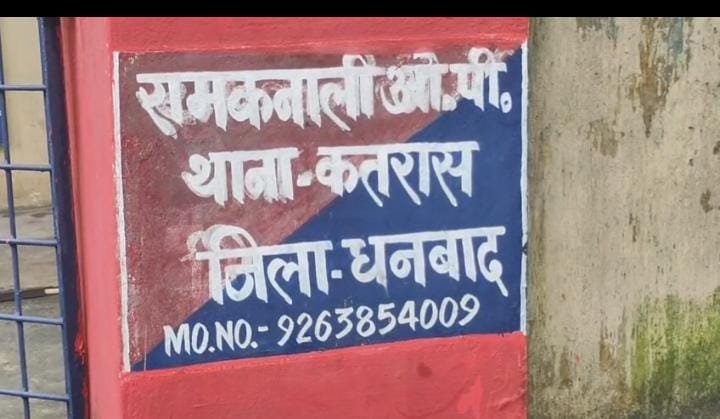 रामकनाली ओ.पी.
थाना-कतरास
जिला-धनबाद
MO.NO.- 9263854009